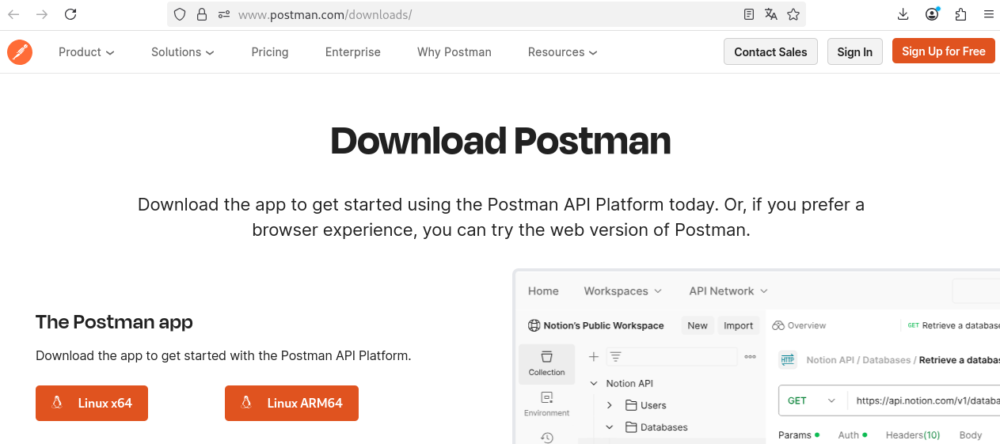 www.postman.com/downloads/
Product Solutions Pricing Enterprise Why Postman Resources Contact Sales Sign In Sign Up for Free
Download Postman
Download the app to get started using the Postman API Platform today. Or, if you prefer a
browser experience, you can try the web version of Postman.
The Postman app
Download the app to get started with the Postman API Platform.
Linux x64 Linux ARM64
Home Workspaces API Network
Notion's Public Workspace New Import Overview GET Retrieve a database
Collection
HTTP Notion API / Databases / Retrieve a databas
Notion API
GET https://api.notion.com/v1/databa
Users
Environment
Databases
Params Auth Headers(10) Body